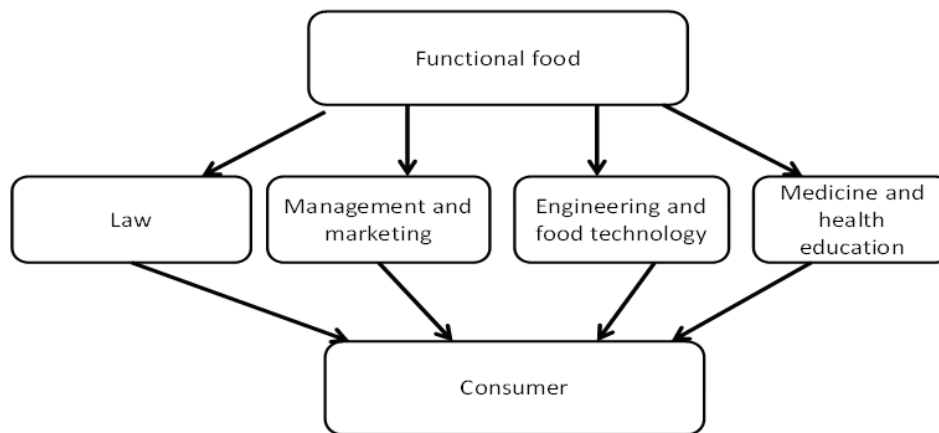 Functional food
Law
Management and
marketing
Engineering and
food technology
Medicine and
health
education
Consumer